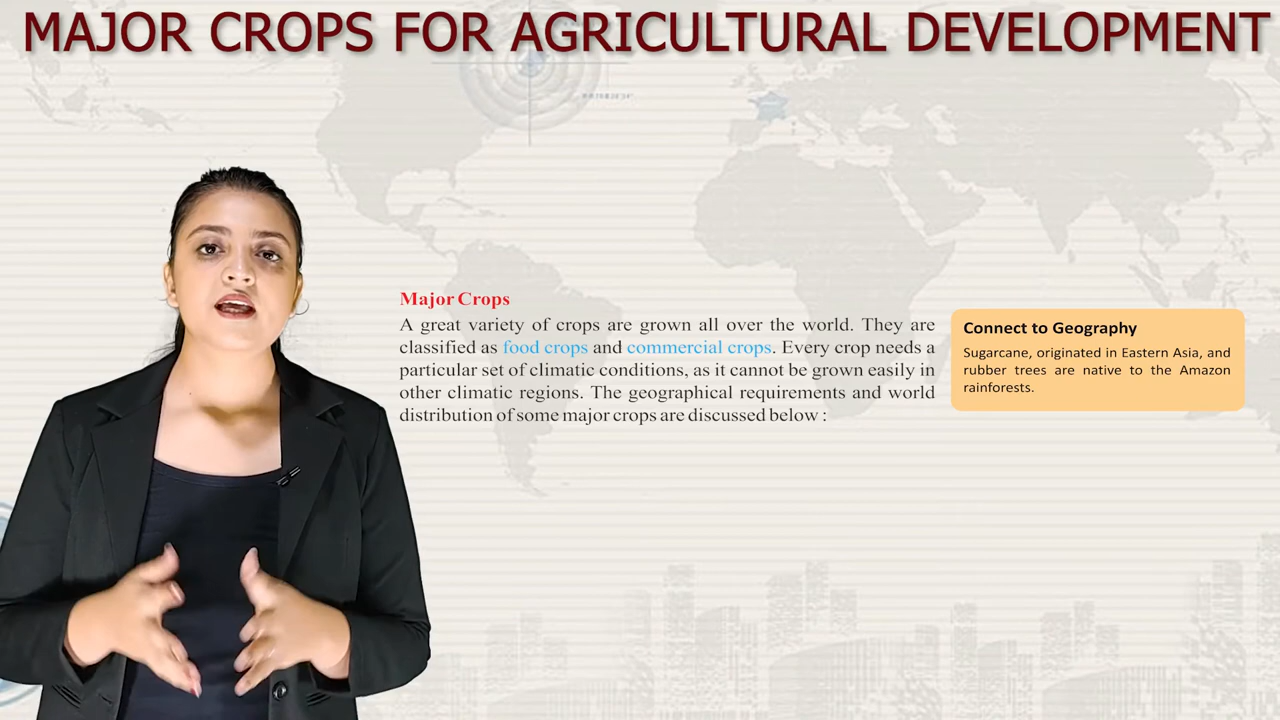 MAJOR CROPS FOR AGRICULTURAL DEVELOPMENT
Major Crops
A great variety of crops are grown all over the world. They are
classified as food crops and commercial crops. Every crop needs a
particular set of climatic conditions, as it cannot be grown easily in
other climatic regions. The geographical requirements and world
distribution of some major crops are discussed below :
Connect to Geography
Sugarcane, originated in Eastern Asia, and
rubber trees are native to the Amazon
rainforests.